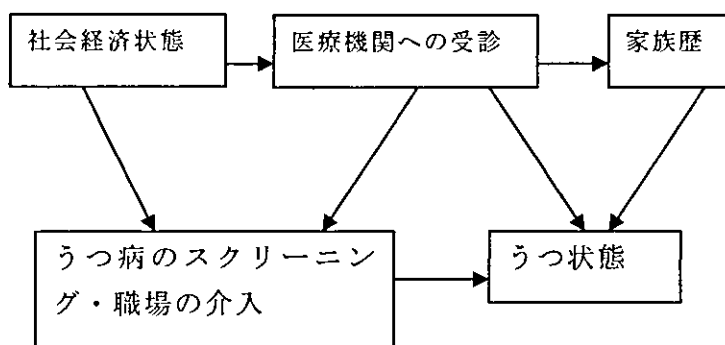 社会経済状態
医療機関への受診
家族歴
うつ病のスクリーニン
グ・職場の介入
うつ状態